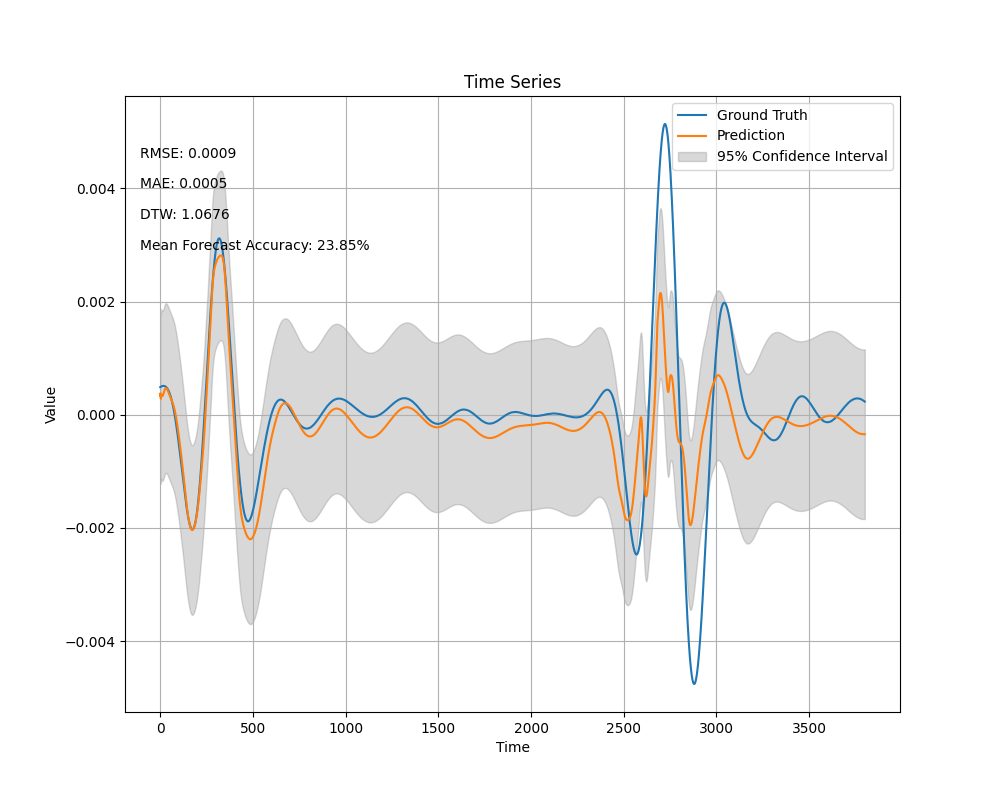 Time Series
Ground Truth
Prediction
95% Confidence Interval
RMSE: 0.0009
MAE: 0.0005
DTW: 1.0676
Mean Forecast Accuracy: 23.85%
Value
0.004
0.002
0.000
−0.002
−0.004
0 500 1000 1500 2000 2500 3000 3500
Time